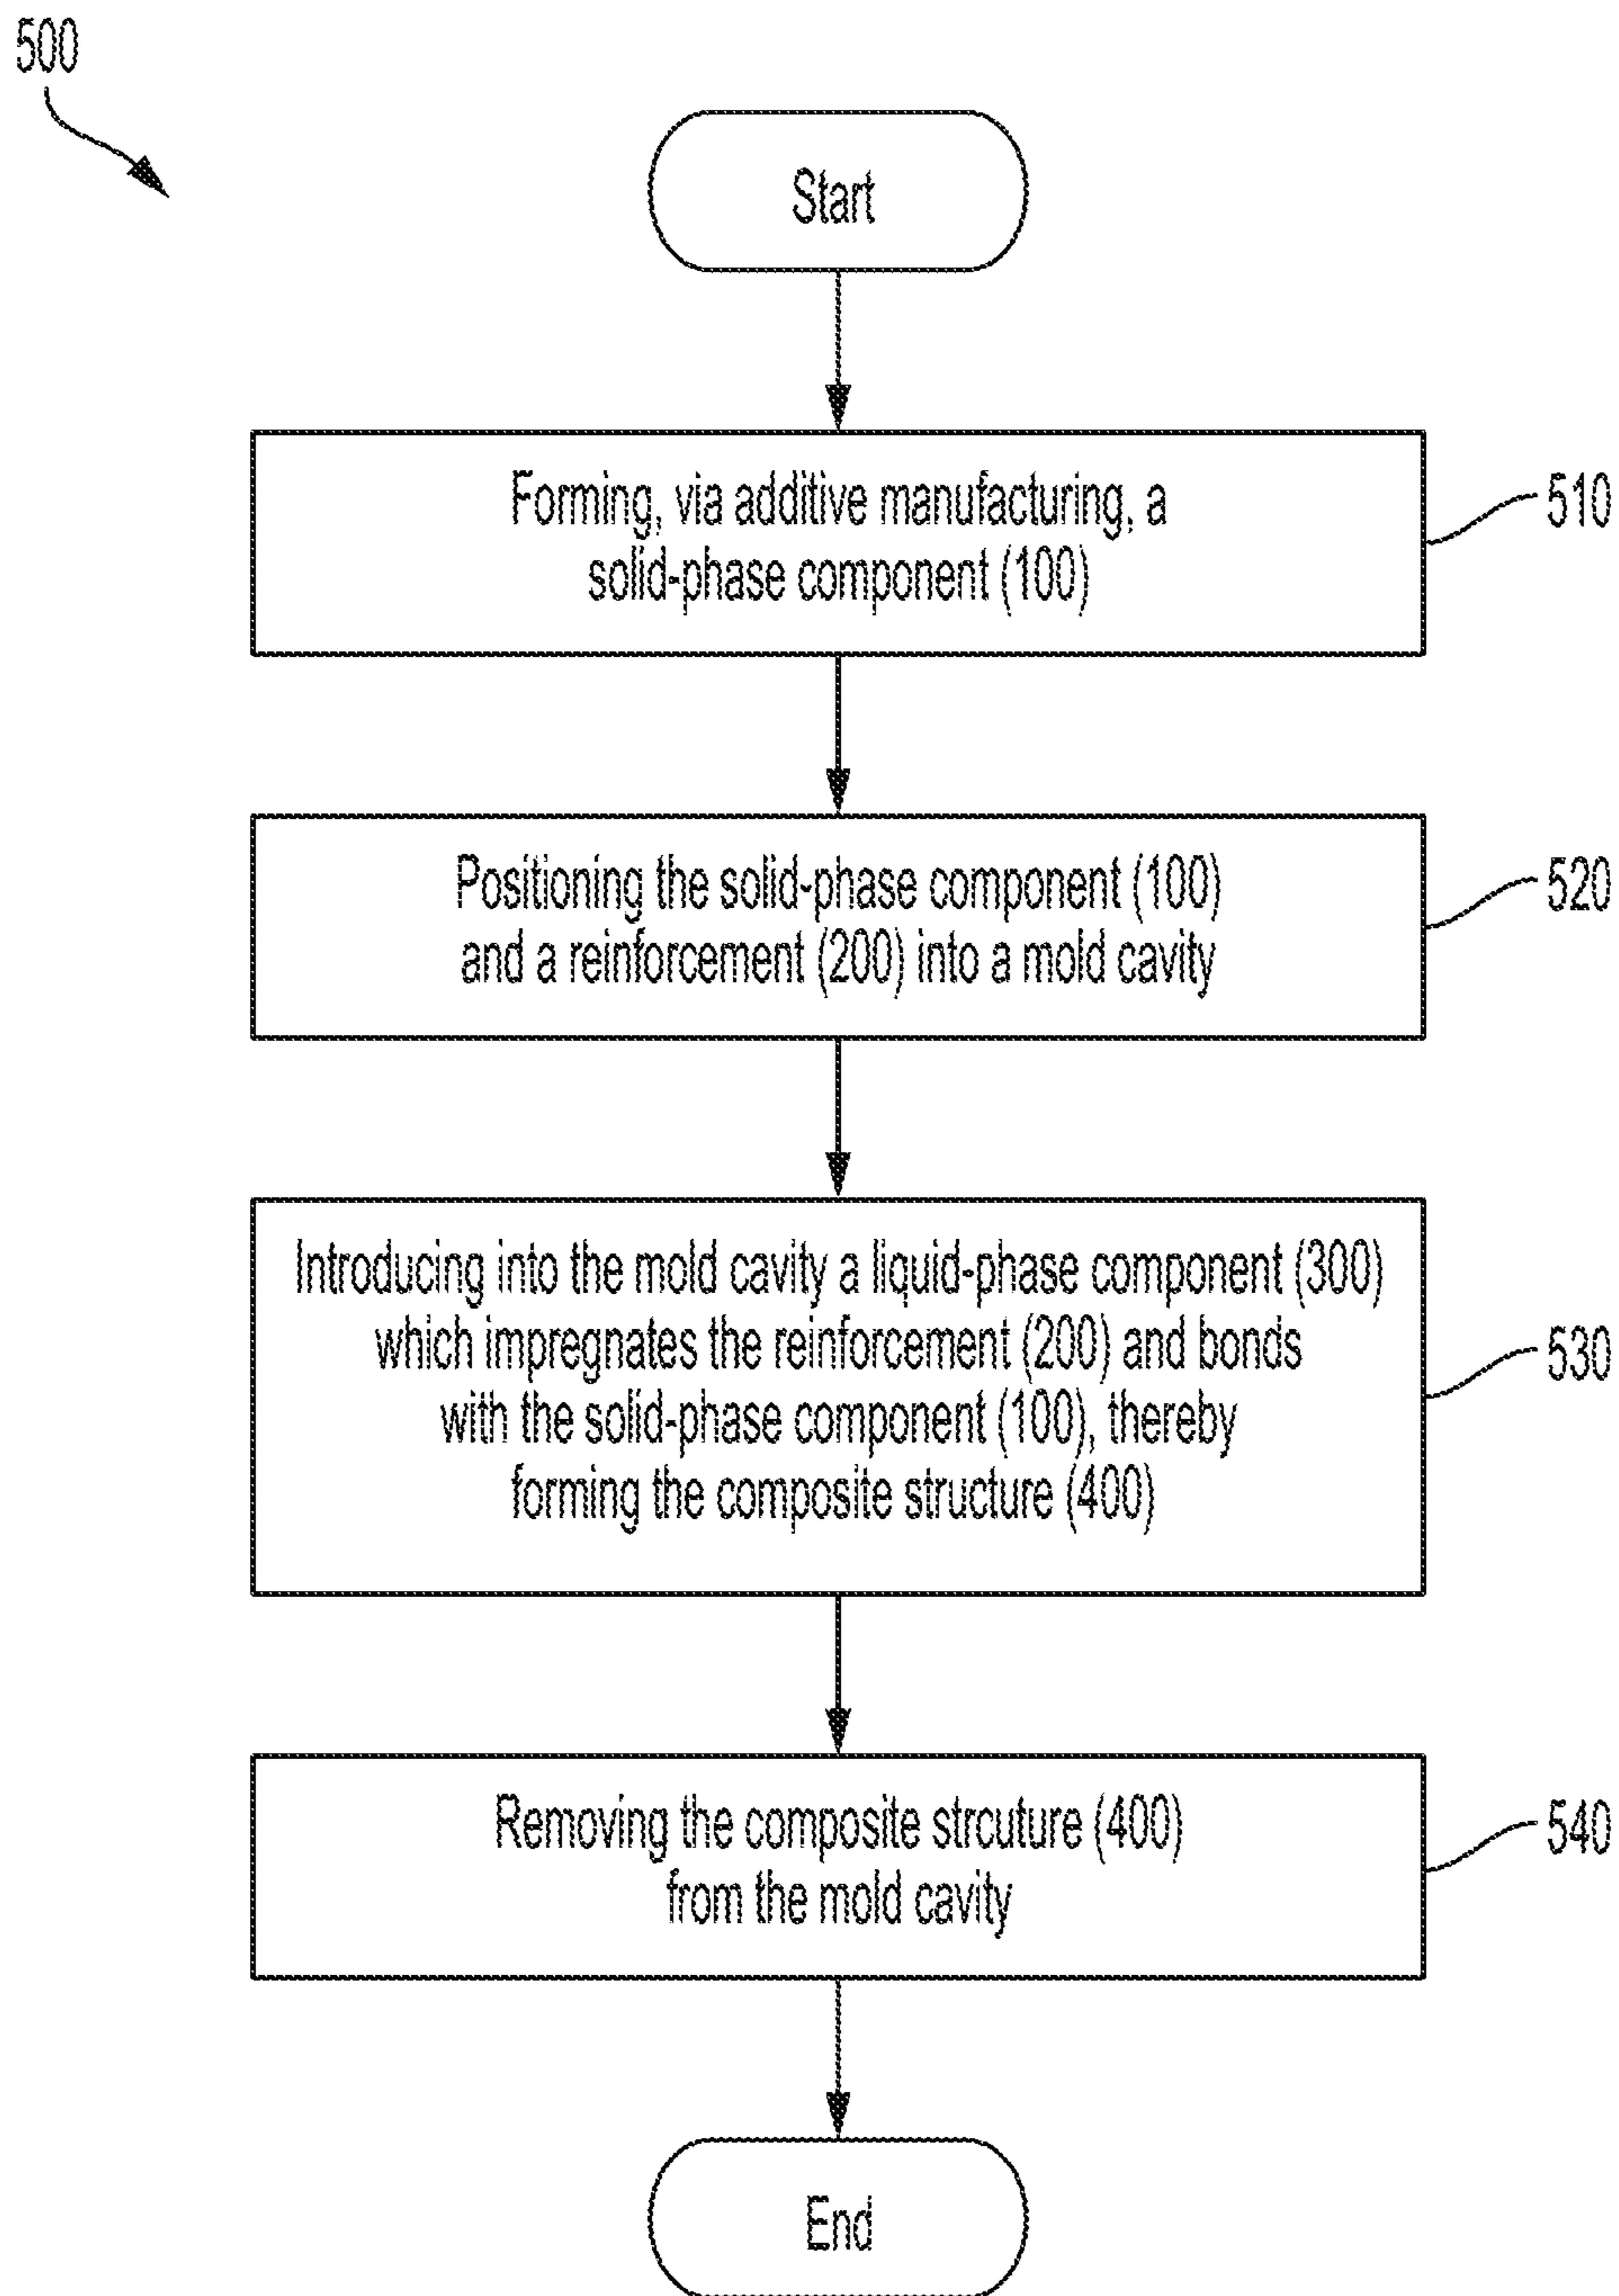 500
Start
Forming, via additive manufacturing, a
solid-phase component (100)
510
Positioning the solid-phase component (100)
and a reinforcement (200) into a mold cavity
520
Introducing into the mold cavity a liquid-phase component (300)
which impregnates the reinforcement (200) and bonds
with the solid-phase component (100), thereby
forming the composite structure (400)
530
Removing the composite strcuture (400)
from the mold cavity
540
End